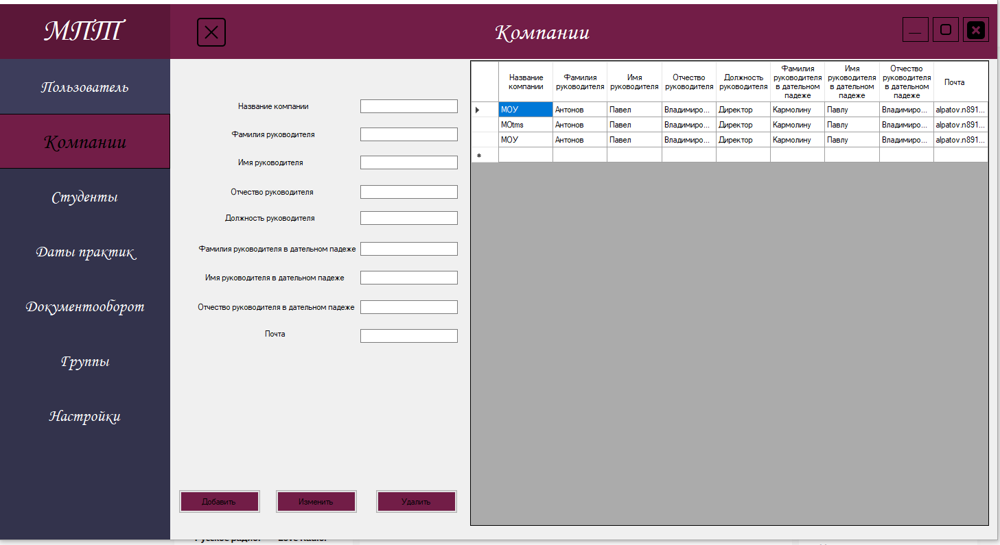 МПТ
Компании
Пользователь
Компании
Студенты
Даты практик
Документооборот
Группы
Настройки
Название компании
Фамилия руководителя
Имя руководителя
Отчество руководителя
Должность руководителя
Фамилия руководителя в дательном падеже
Имя руководителя в дательном падеже
Отчество руководителя в дательном падеже
Почта
Добавить Изменить Удалить
Название компании Фамилия руководителя Имя руководителя Отчество руководителя Должность руководителя Фамилия руководителя в дательном падеже Имя руководителя в дательном падеже Отчество руководителя в дательном падеже Почта
МОУ Антонов Павел Владимиро... Директор Кармолину Павлу Владимиро... alpatov.n891...
MOtms Антонов Павел Владимиро... Директор Кармолину Павлу Владимиро... alpatov.n891...
МОУ Антонов Павел Владимиро... Директор Кармолину Павлу Владимиро... alpatov.n891...
Русское радио Love Radio